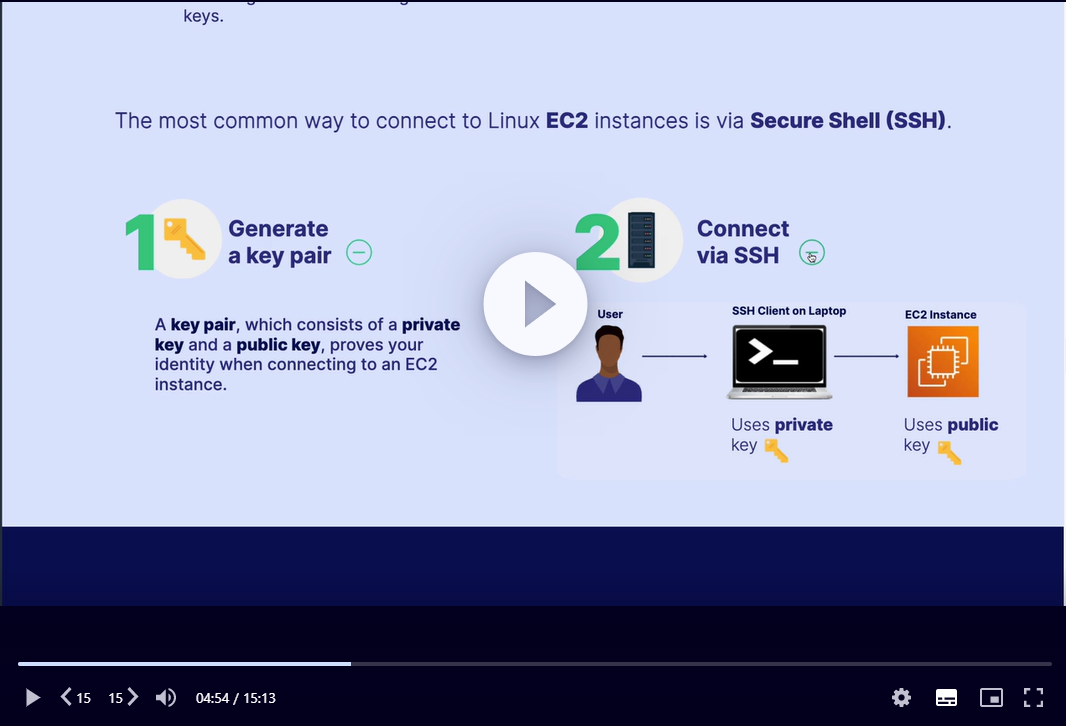 keys.
The most common way to connect to Linux EC2 instances is via Secure Shell (SSH).
1
Generate
a key pair
A key pair, which consists of a private
key and a public key, proves your
identity when connecting to an EC2
instance.
2
Connect
via SSH
User
SSH Client on Laptop
EC2 Instance
>_
Uses private
key
Uses public
key
15
15
04:54 / 15:13